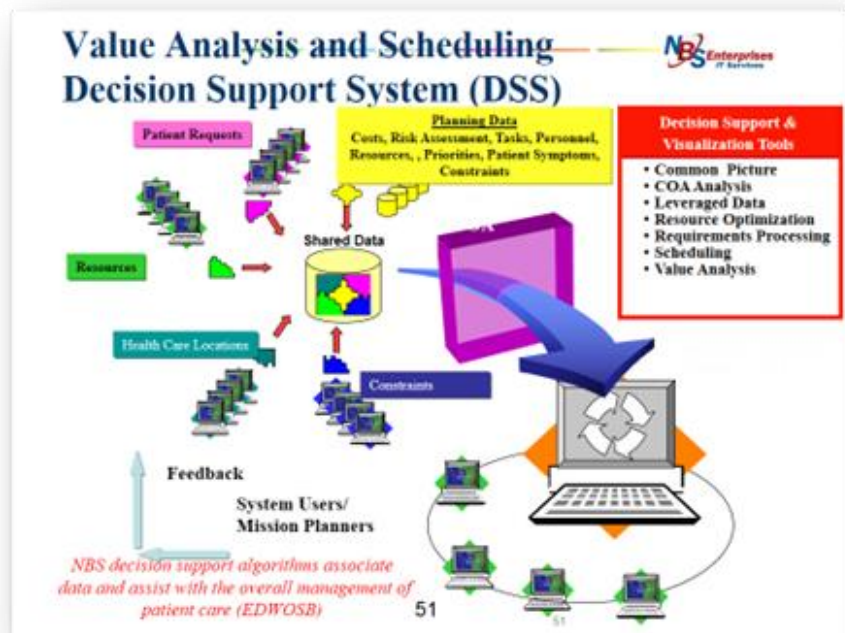 Value Analysis and Scheduling
Decision Support System (DSS)
NBS Enterprises
IT Services
Patient Requests
Planning Data
Costs, Risk Assessment, Tasks, Personnel,
Resources, , Priorities, Patient Symptoms,
Constraints
Decision Support &
Visualization Tools
• Common Picture
• COA Analysis
• Leveraged Data
• Resource Optimization
• Requirements Processing
• Scheduling
• Value Analysis
Shared Data
Resources
Health Care Locations
Constraints
Feedback
System Users/
Mission Planners
NBS decision support algorithms associate
data and assist with the overall management of
patient care (EDWOSB)
51
51